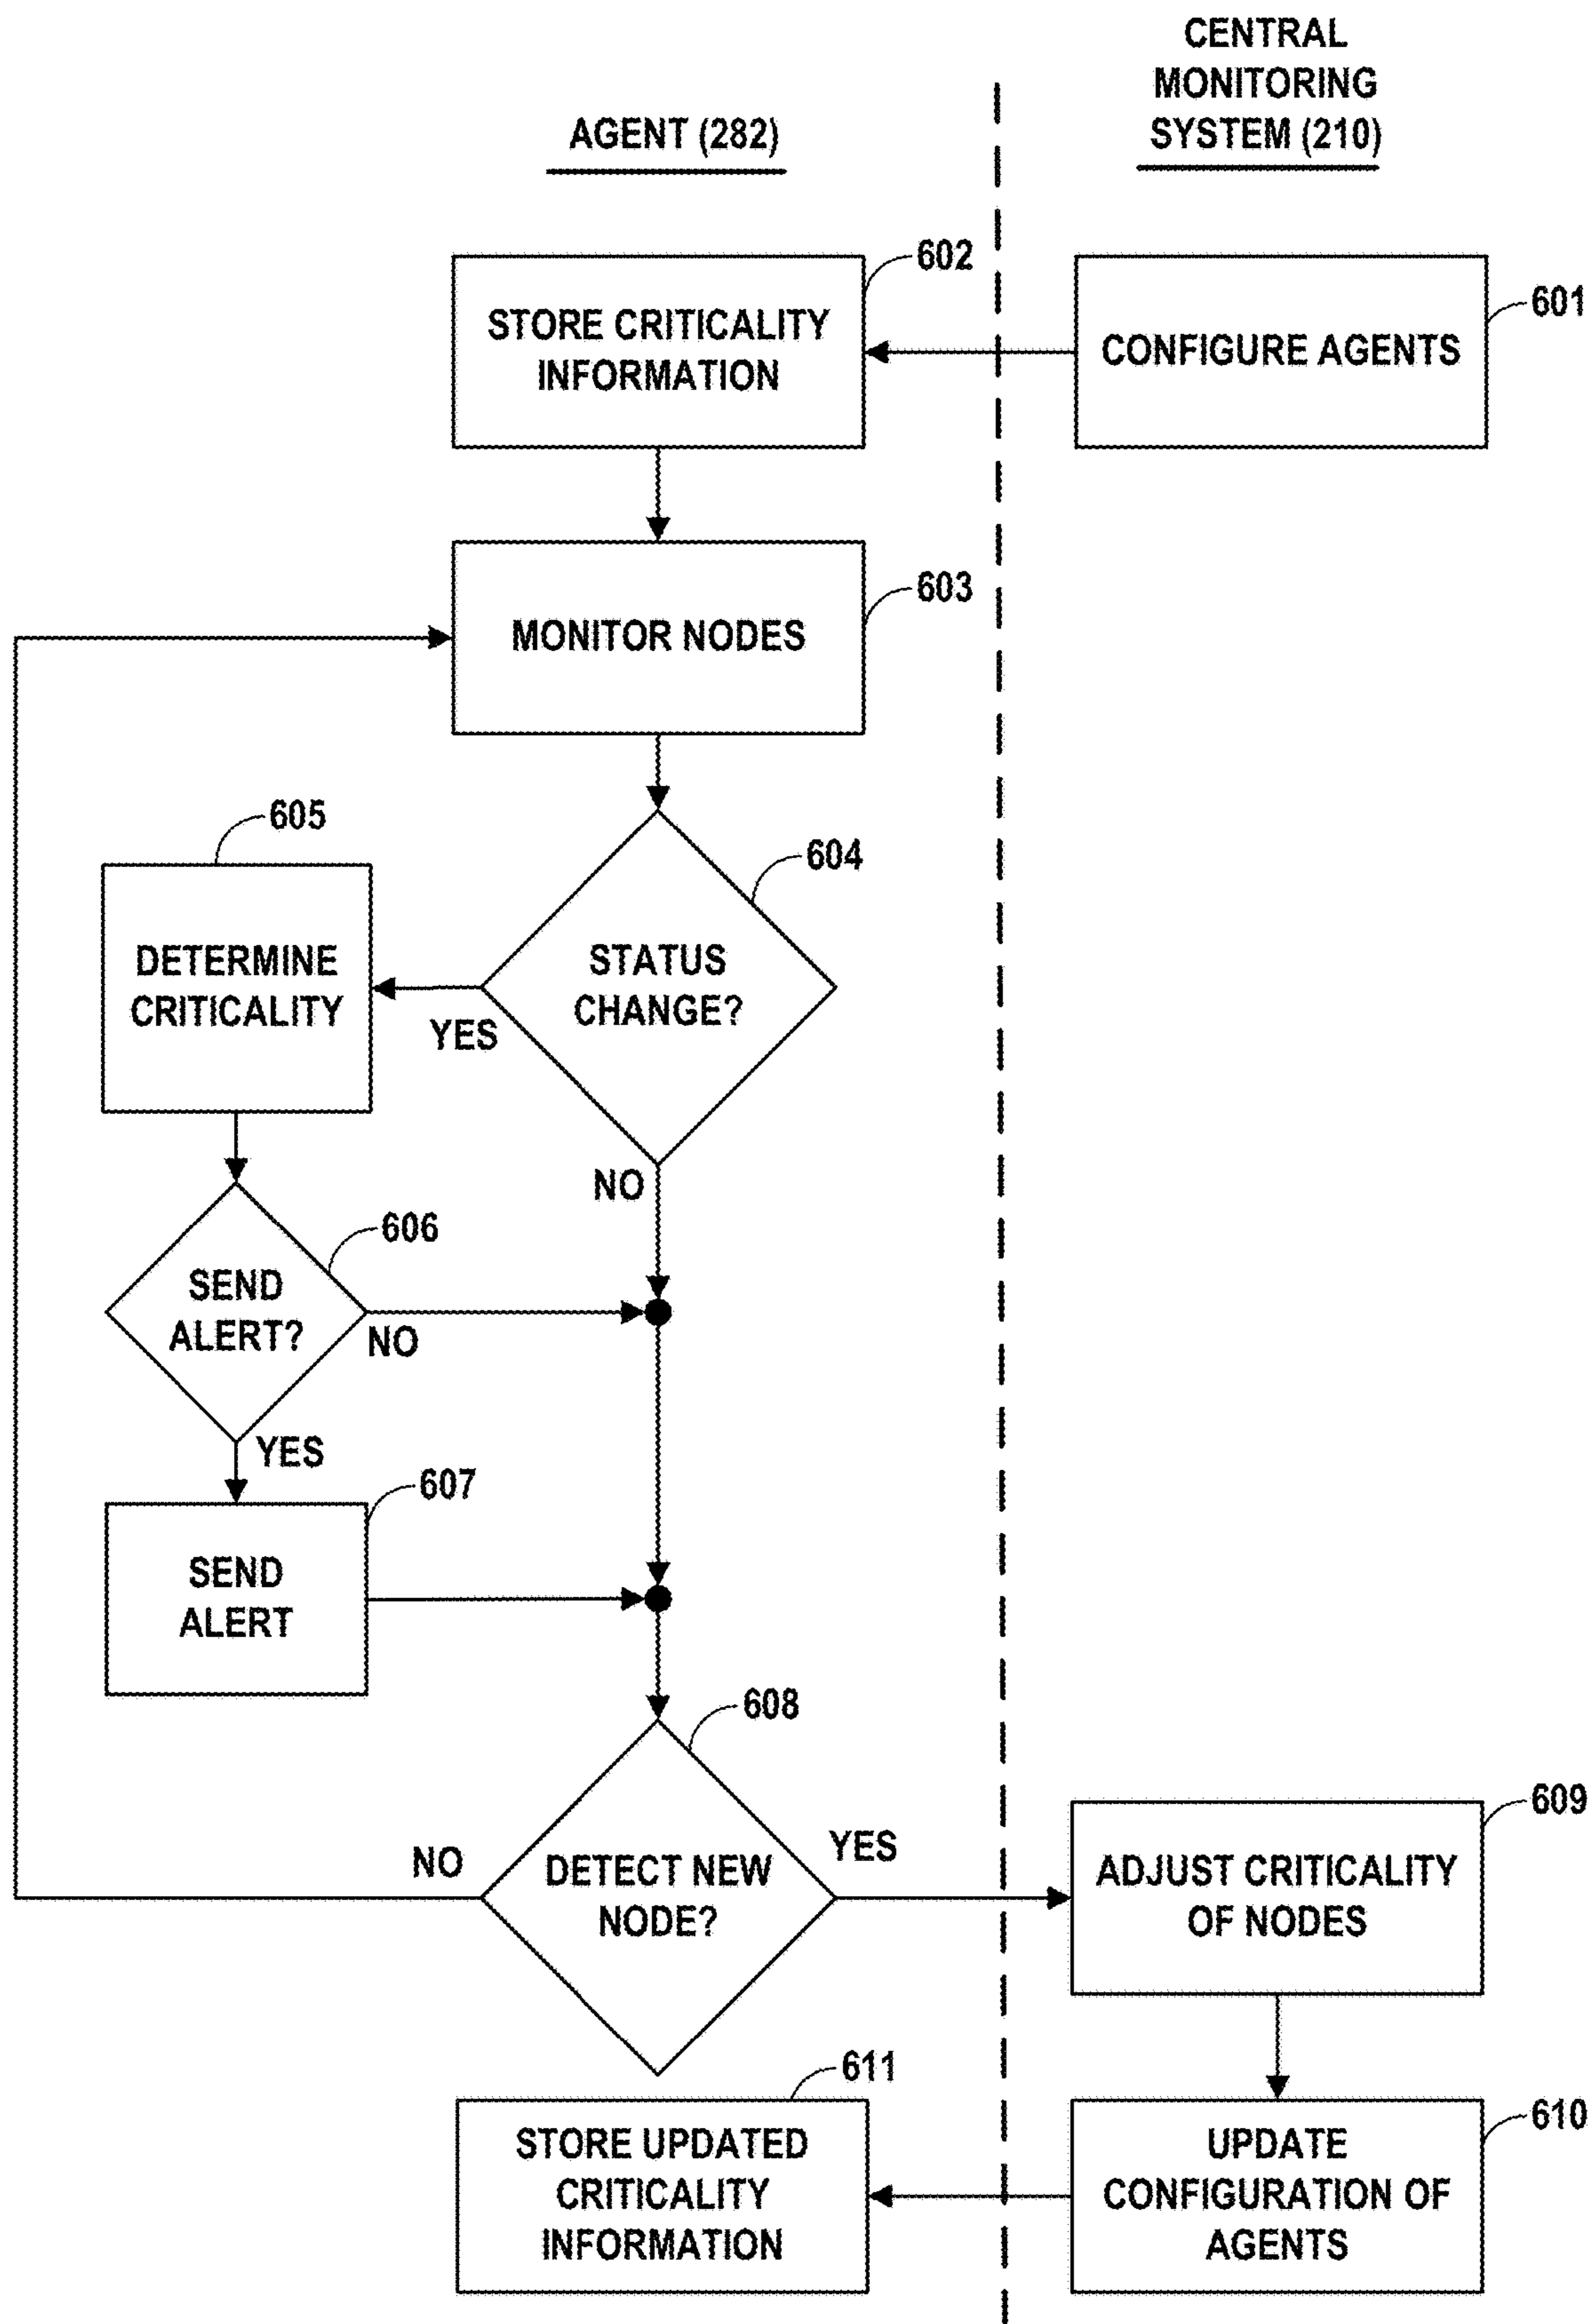 CENTRAL
MONITORING
SYSTEM (210)
AGENT (282)
602
STORE CRITICALITY
INFORMATION
601
CONFIGURE AGENTS
603
MONITOR NODES
605
DETERMINE
CRITICALITY
604
STATUS
CHANGE?
YES
NO
606
SEND
ALERT?
NO
YES
607
SEND
ALERT
608
DETECT NEW
NODE?
NO
YES
609
ADJUST CRITICALITY
OF NODES
611
STORE UPDATED
CRITICALITY
INFORMATION
610
UPDATE
CONFIGURATION OF
AGENTS